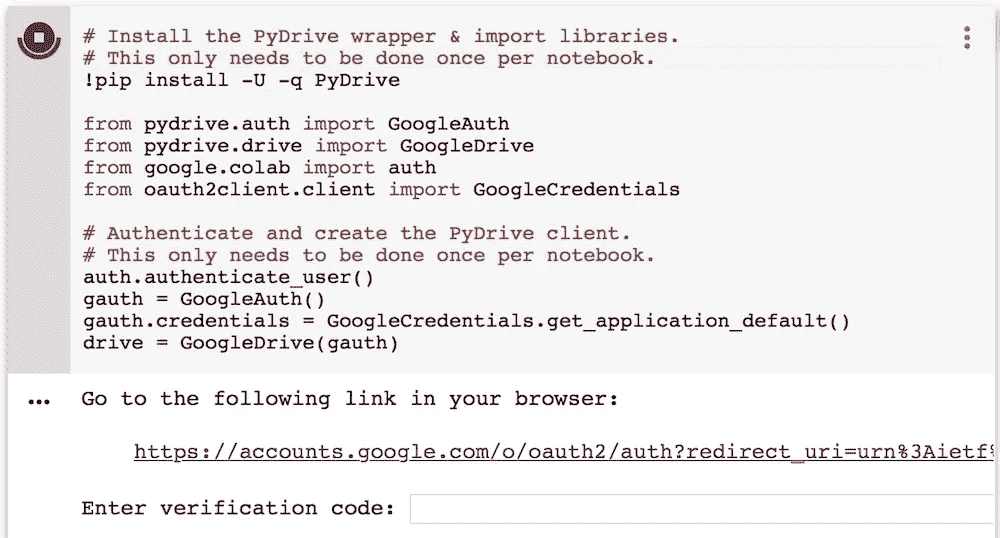 # Install the PyDrive wrapper & import libraries.
# This only needs to be done once per notebook.
!pip install -U -q PyDrive
from pydrive.auth import GoogleAuth
from pydrive.drive import GoogleDrive
from google.colab import auth
from oauth2client.client import GoogleCredentials
# Authenticate and create the PyDrive client.
# This only needs to be done once per notebook.
auth.authenticate_user()
gauth = GoogleAuth()
gauth.credentials = GoogleCredentials.get_application_default()
drive = GoogleDrive(gauth)
Go to the following link in your browser:
https://accounts.google.com/o/oauth2/auth?redirect_uri=urn%3Aietf%
Enter verification code: